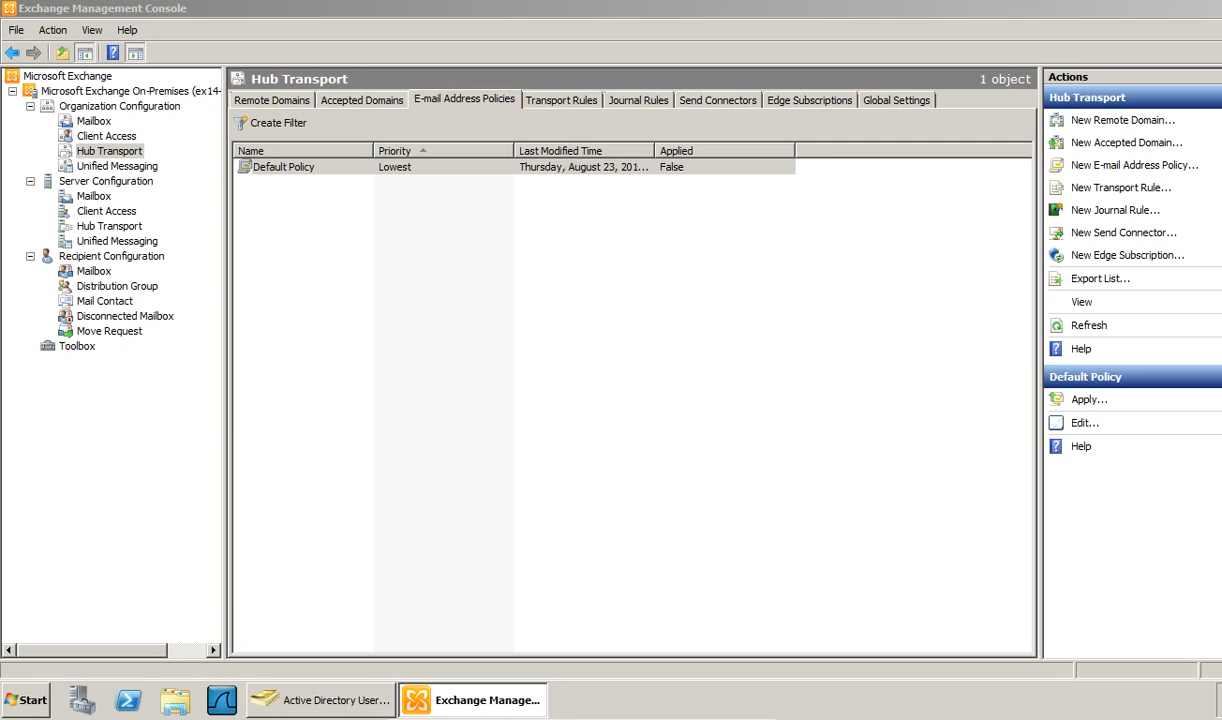 Exchange Management Console
File Action View Help
Microsoft Exchange
Microsoft Exchange On-Premises (ex14-
Organization Configuration
Mailbox
Client Access
Hub Transport
Unified Messaging
Server Configuration
Mailbox
Client Access
Hub Transport
Unified Messaging
Recipient Configuration
Mailbox
Distribution Group
Mail Contact
Disconnected Mailbox
Move Request
Toolbox
Hub Transport 1 object
Remote Domains Accepted Domains E-mail Address Policies Transport Rules Journal Rules Send Connectors Edge Subscriptions Global Settings
Create Filter
Name Priority Last Modified Time Applied
Default Policy Lowest Thursday, August 23, 201... False
Actions
Hub Transport
New Remote Domain...
New Accepted Domain...
New E-mail Address Policy...
New Transport Rule...
New Journal Rule...
New Send Connector...
New Edge Subscription...
Export List...
View
Refresh
Help
Default Policy
Apply...
Edit...
Help
Start Active Directory User... Exchange Manage...